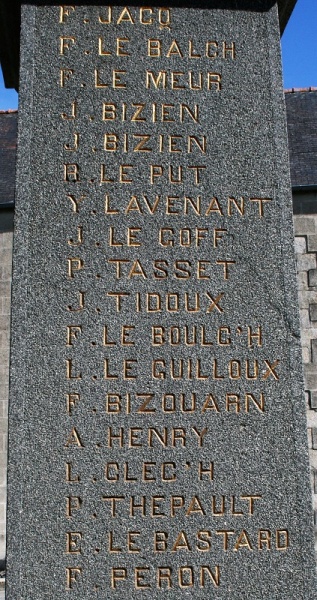 F. JACQ
F. LE BALCH
F. LE MEUR
J. BIZIEN
J. BIZIEN
R. LE PUT
Y. LAVENANT
J. LE GOFF
P. TASSET
J. TIDOUX
F. LE BOULC'H
L. LE GUILLOUX
F. BIZOUARN
A. HENRY
L. CLEC'H
P. THEPAULT
E. LE BASTARD
F. PERON